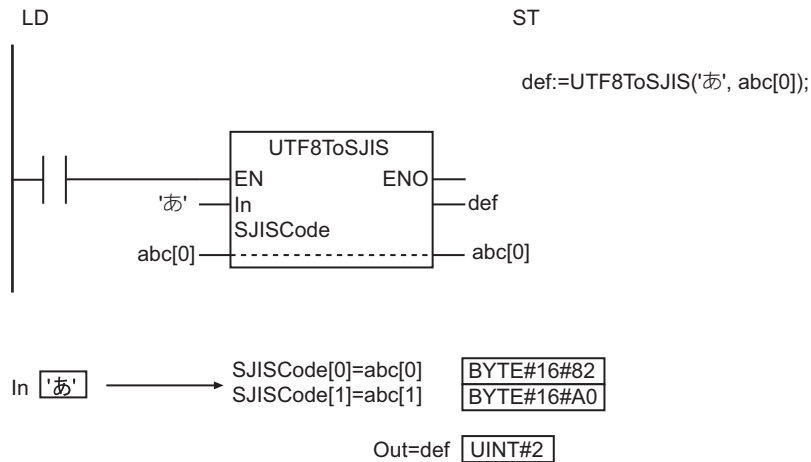 LD
ST
def:=UTF8ToSJIS('あ', abc[0]);
UTF8ToSJIS
EN ENO
'あ' In def
SJISCode
abc[0] abc[0]
In 'あ' SJISCode[0]=abc[0] BYTE#16#82
SJISCode[1]=abc[1] BYTE#16#A0
Out=def UINT#2